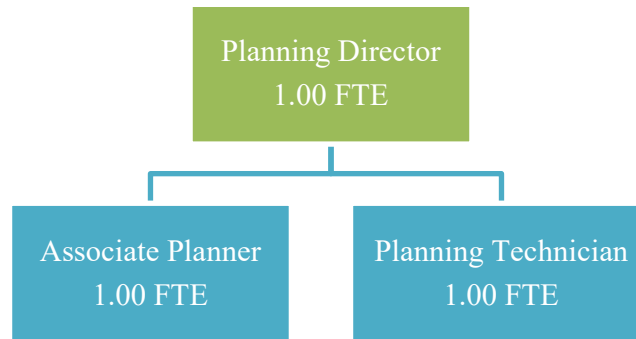 Planning Director
1.00 FTE
Associate Planner
1.00 FTE
Planning Technician
1.00 FTE